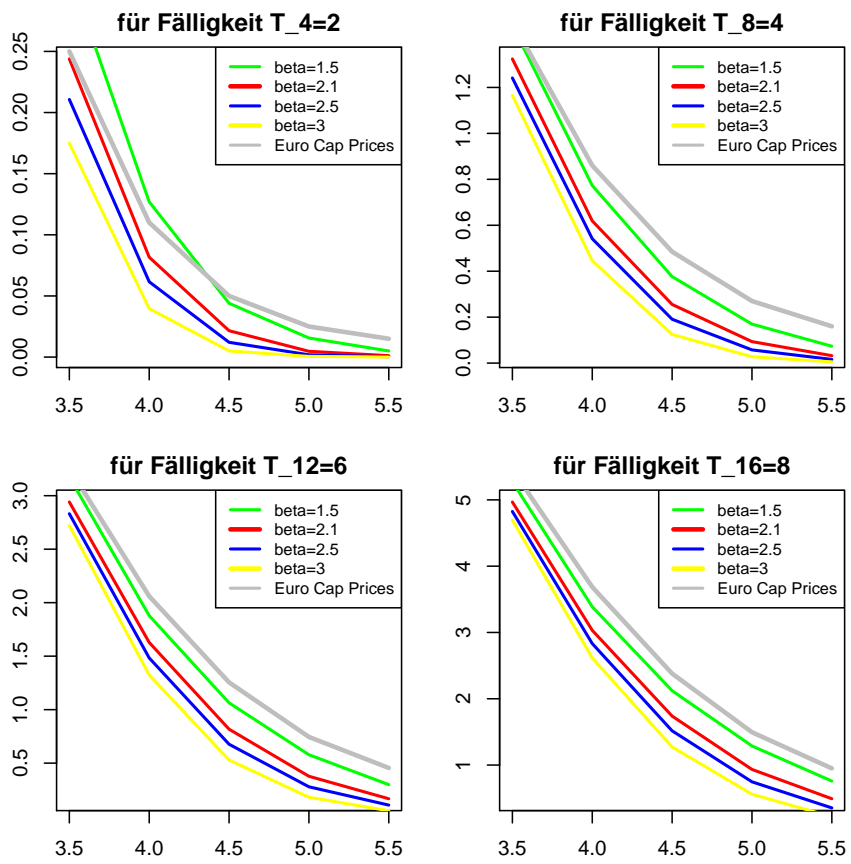 für Fälligkeit T_4=2
0.25
0.20
0.15
0.10
0.05
0.00
beta=1.5
beta=2.1
beta=2.5
beta=3
Euro Cap Prices
3.5 4.0 4.5 5.0 5.5
für Fälligkeit T_8=4
1.2
1.0
0.8
0.6
0.4
0.2
0.0
beta=1.5
beta=2.1
beta=2.5
beta=3
Euro Cap Prices
3.5 4.0 4.5 5.0 5.5
für Fälligkeit T_12=6
3.0
2.5
2.0
1.5
1.0
0.5
beta=1.5
beta=2.1
beta=2.5
beta=3
Euro Cap Prices
3.5 4.0 4.5 5.0 5.5
für Fälligkeit T_16=8
5
4
3
2
1
beta=1.5
beta=2.1
beta=2.5
beta=3
Euro Cap Prices
3.5 4.0 4.5 5.0 5.5